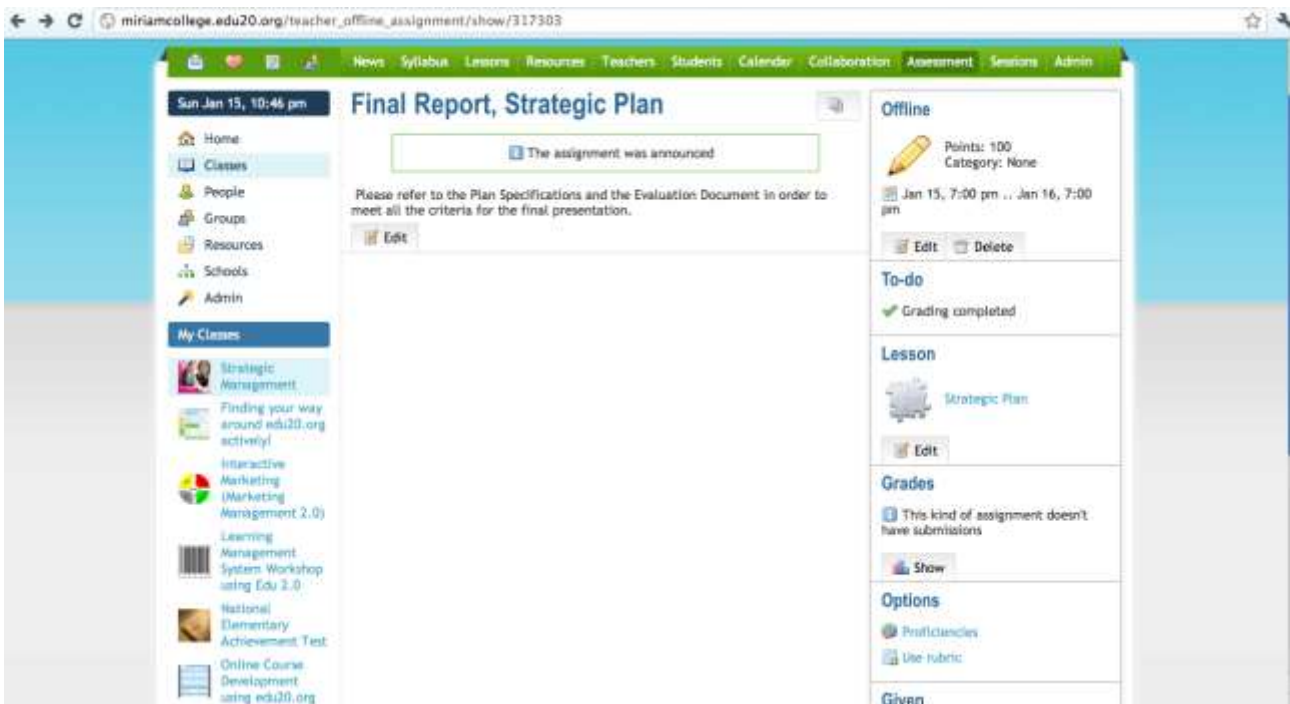 miriamcollege.edu20.org/teacher_offline_assignment/show/317303
News Syllabus Lessons Resources Teachers Students Calendar Collaboration Assessment Sessions Admin
Sun Jan 15, 10:46 pm
Home
Classes
People
Groups
Resources
Schools
Admin
My Classes
Strategic
Management
Finding your way
around edu20.org
actively!
Interactive
Marketing
(Marketing
Management 2.0)
Learning
Management
System Workshop
using Edu 2.0
National
Elementary
Achievement Test
Online Course
Development
using edu20.org
Final Report, Strategic Plan
The assignment was announced
Please refer to the Plan Specifications and the Evaluation Document in order to
meet all the criteria for the final presentation.
Edit
Offline
Points: 100
Category: None
Jan 15, 7:00 pm .. Jan 16, 7:00
pm
Edit Delete
To-do
Grading completed
Lesson
Strategic Plan
Edit
Grades
This kind of assignment doesn't
have submissions
Show
Options
Proficiencies
Use rubric
Given